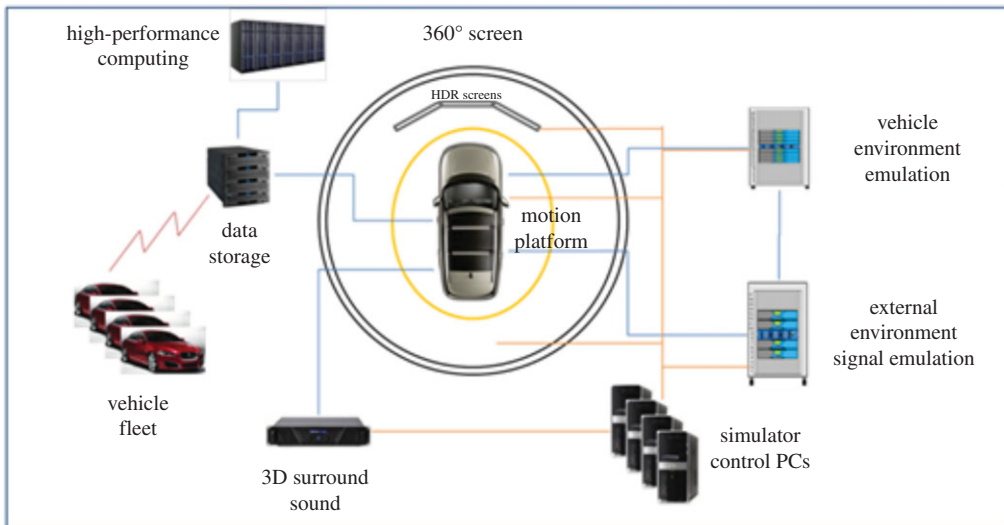 high-performance
computing
360° screen
HDR screens
vehicle
environment
emulation
data
storage
motion
platform
external
environment
signal emulation
vehicle
fleet
3D surround
sound
simulator
control PCs